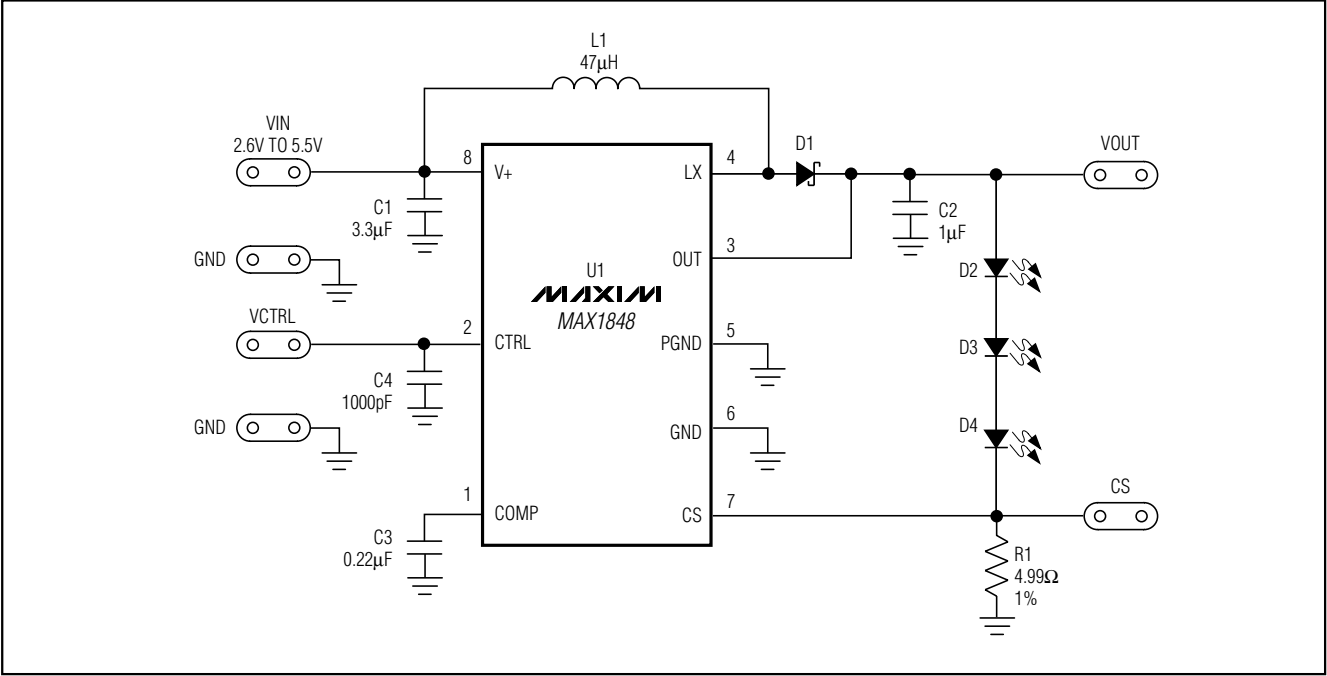 L1
47μH
VIN
2.6V TO 5.5V
8
V+
C1
3.3μF
GND
VCTRL
2
CTRL
C4
1000pF
GND
1
COMP
C3
0.22μF
U1
MAXIM
MAX1848
LX
4
D1
OUT
3
PGND
5
GND
6
CS
7
C2
1μF
VOUT
D2
D3
D4
CS
R1
4.99Ω
1%